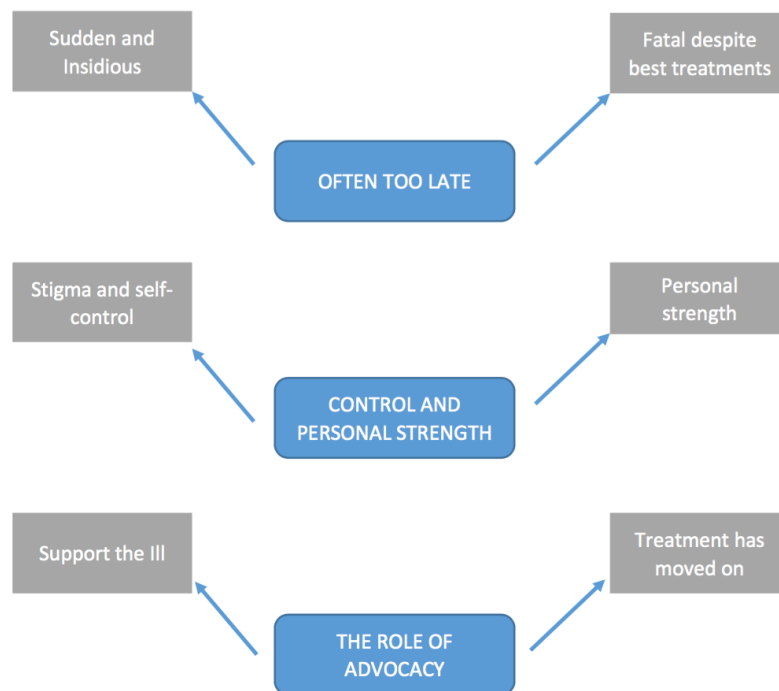 Sudden and
Insidious
Fatal despite
best treatments
OFTEN TOO LATE
Stigma and self-
control
Personal
strength
CONTROL AND
PERSONAL STRENGTH
Support the Ill
Treatment has
moved on
THE ROLE OF
ADVOCACY